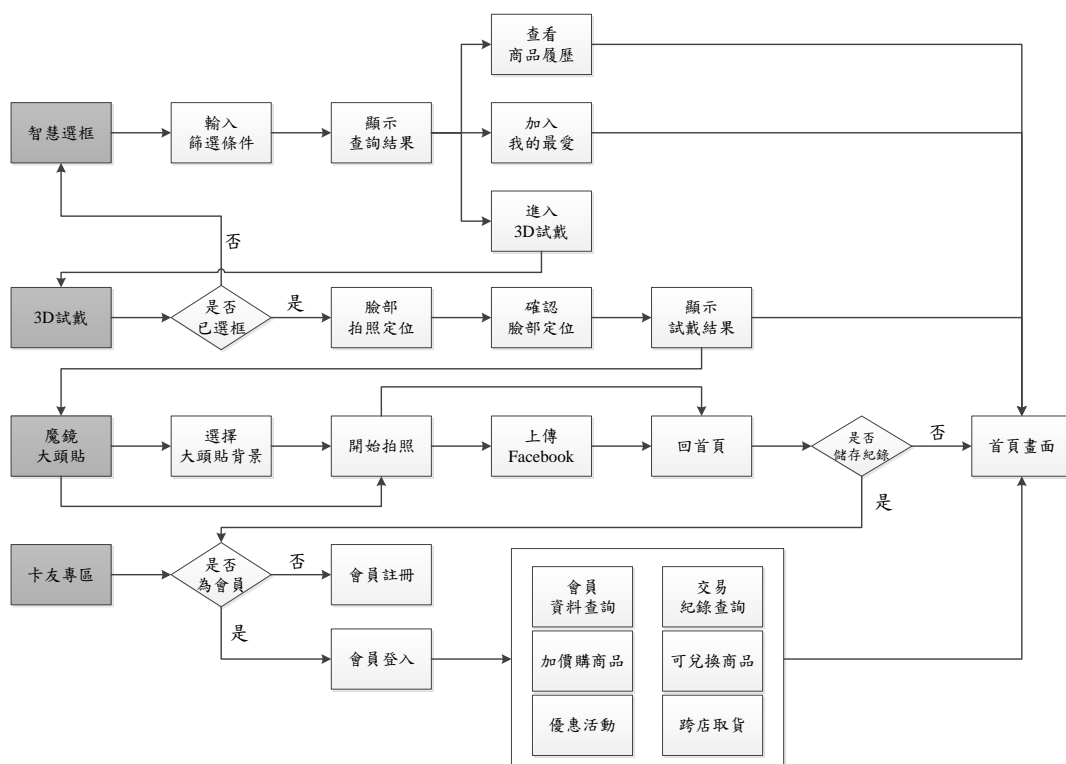 查看
商品履歷
智慧選框
輸入
篩選條件
顯示
查詢結果
加入
我的最愛
進入
3D試戴
否
3D試戴
是否
已選框
是
臉部
拍照定位
確認
臉部定位
顯示
試戴結果
魔鏡
大頭貼
選擇
大頭貼背景
開始拍照
上傳
Facebook
回首頁
是否
儲存紀錄
否
首頁畫面
是
卡友專區
是否
為會員
否
會員註冊
是
會員登入
會員
資料查詢
交易
紀錄查詢
加價購商品
可兌換商品
優惠活動
跨店取貨